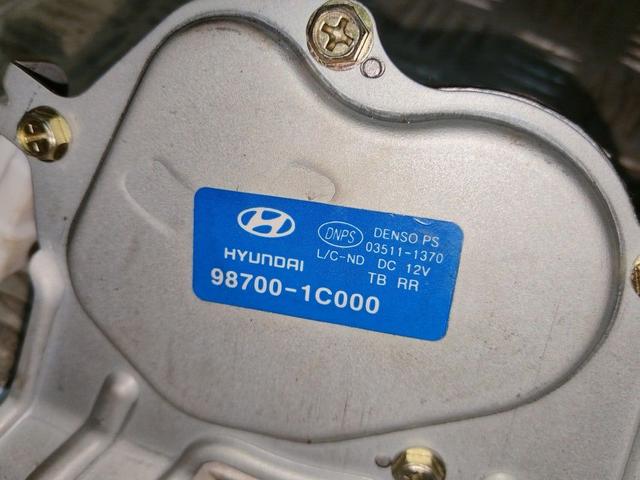 HYUNDAI
98700-1C000
DNPS DENSO PS
03511-1370
L/C-ND DC 12V
TB RR